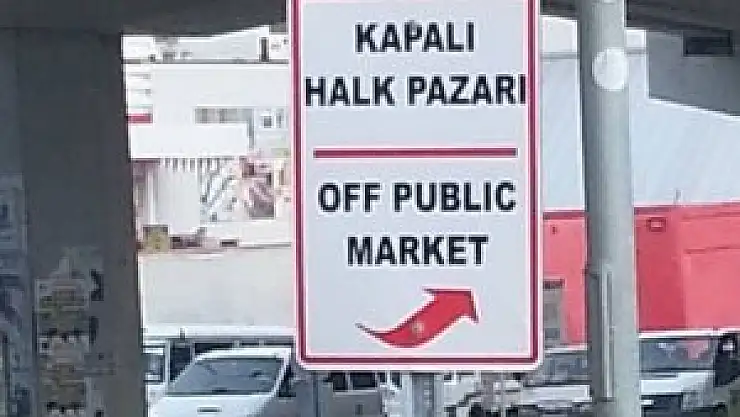 KAPALI
HALK PAZARI
OFF PUBLIC
MARKET